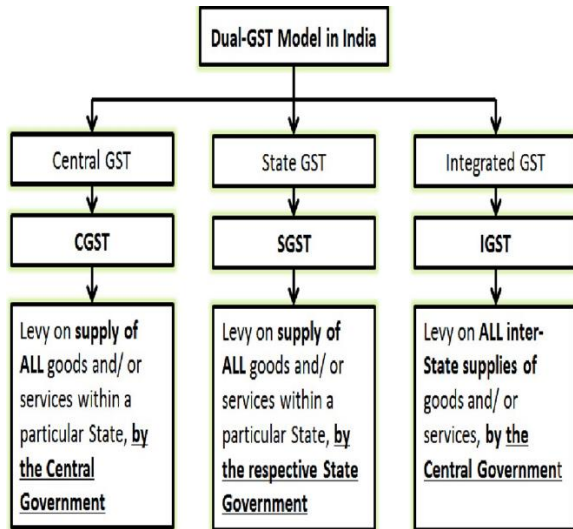 Dual-GST Model in India
Central GST
State GST
Integrated GST
CGST
SGST
IGST
Levy on supply of
ALL goods and/ or
services within a
particular State, by
the Central
Government
Levy on supply of
ALL goods and/ or
services within a
particular State, by
the respective State
Government
Levy on ALL inter-
State supplies of
goods and/ or
services, by the
Central Government